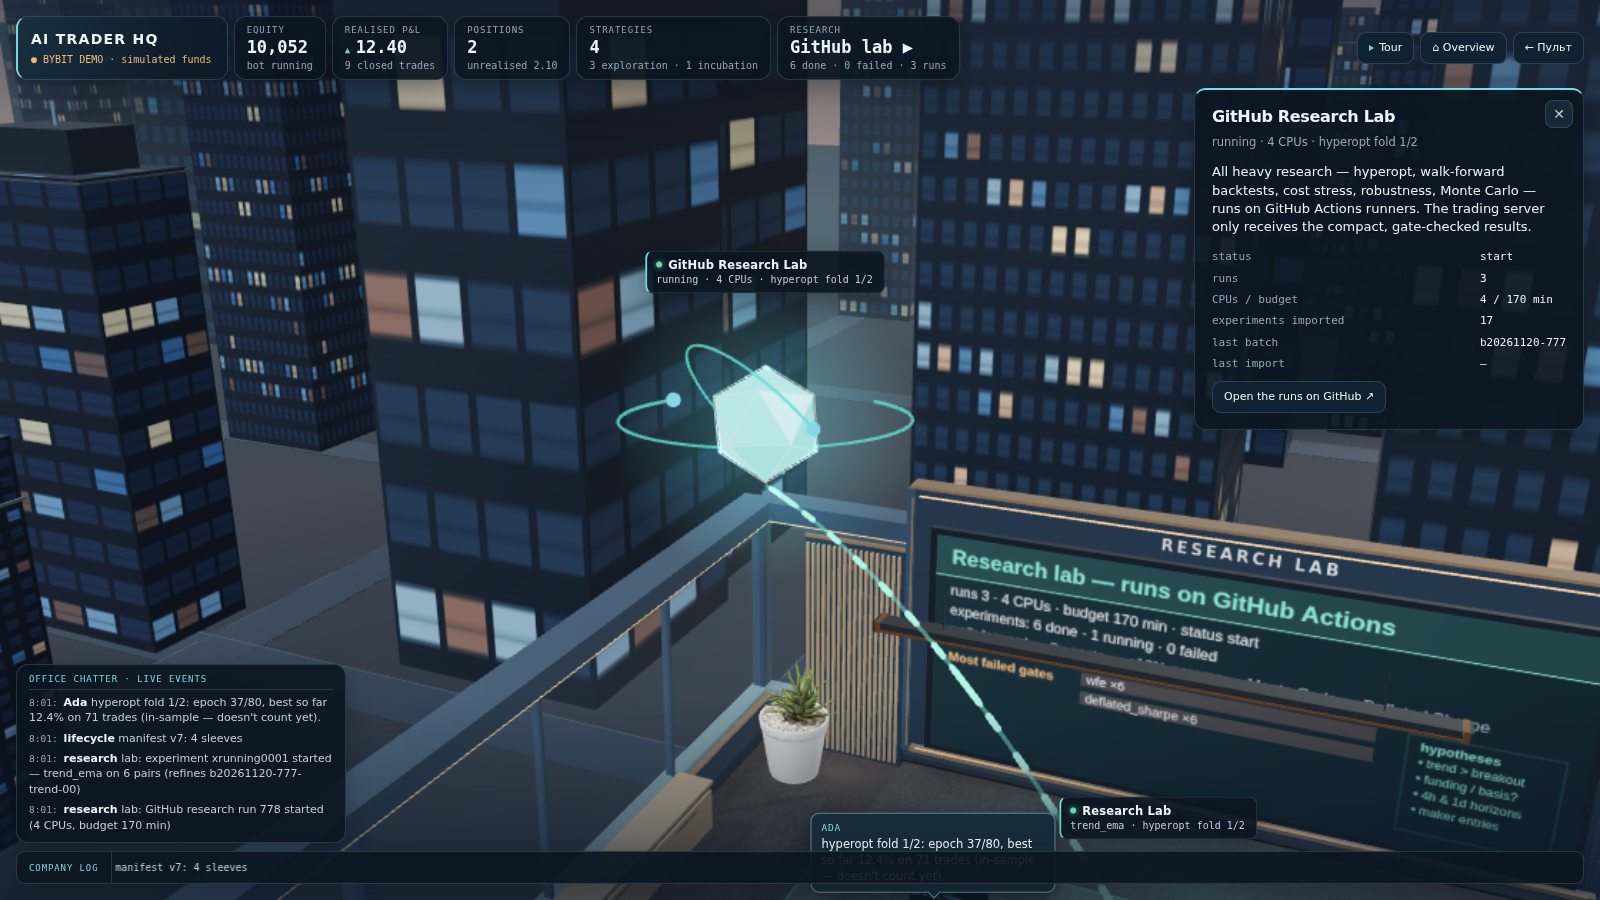 AI TRADER HQ
● BYBIT DEMO · simulated funds
EQUITY
10,052
bot running
REALISED P&L
▲ 12.40
9 closed trades
POSITIONS
2
unrealised 2.10
STRATEGIES
4
3 exploration · 1 incubation
RESEARCH
GitHub lab ▶
6 done · 0 failed · 3 runs
▸ Tour
⌂ Overview
← Пульт
GitHub Research Lab
✕
running · 4 CPUs · hyperopt fold 1/2
All heavy research — hyperopt, walk-forward
backtests, cost stress, robustness, Monte Carlo —
runs on GitHub Actions runners. The trading server
only receives the compact, gate-checked results.
status start
runs 3
CPUs / budget 4 / 170 min
experiments imported 17
last batch b20261120-777
last import —
Open the runs on GitHub ↗
GitHub Research Lab
running · 4 CPUs · hyperopt fold 1/2
RESEARCH LAB
Research lab — runs on GitHub Actions
runs 3 · 4 CPUs · budget 170 min · status start
experiments: 6 done · 1 running · 0 failed
Most failed gates
wfe ×6
deflated_sharpe ×6
hypotheses
• trend > breakout
• funding / basis?
• 4h & 1d horizons
• maker entries
OFFICE CHATTER · LIVE EVENTS
8:01: Ada hyperopt fold 1/2: epoch 37/80, best so far
12.4% on 71 trades (in-sample — doesn't count yet).
8:01: lifecycle manifest v7: 4 sleeves
8:01: research lab: experiment xrunning0001 started
— trend_ema on 6 pairs (refines b20261120-777-
trend-00)
8:01: research lab: GitHub research run 778 started
(4 CPUs, budget 170 min)
Research Lab
trend_ema · hyperopt fold 1/2
ADA
hyperopt fold 1/2: epoch 37/80, best
so far 12.4% on 71 trades (in-sample
— doesn't count yet).
COMPANY LOG
manifest v7: 4 sleeves